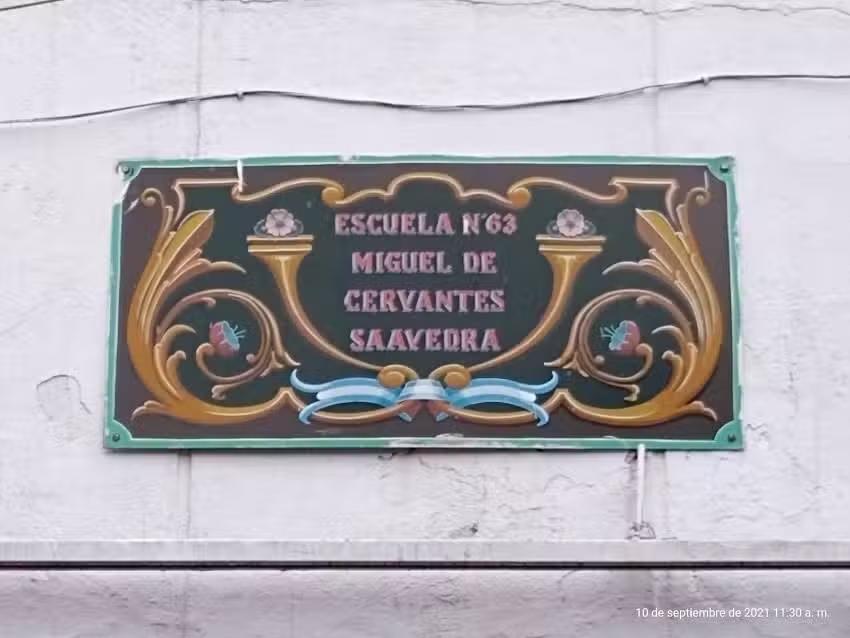 ESCUELA N°63
MIGUEL DE
CERVANTES
SAAVEDRA
10 de septiembre de 2021 11:30 a. m.